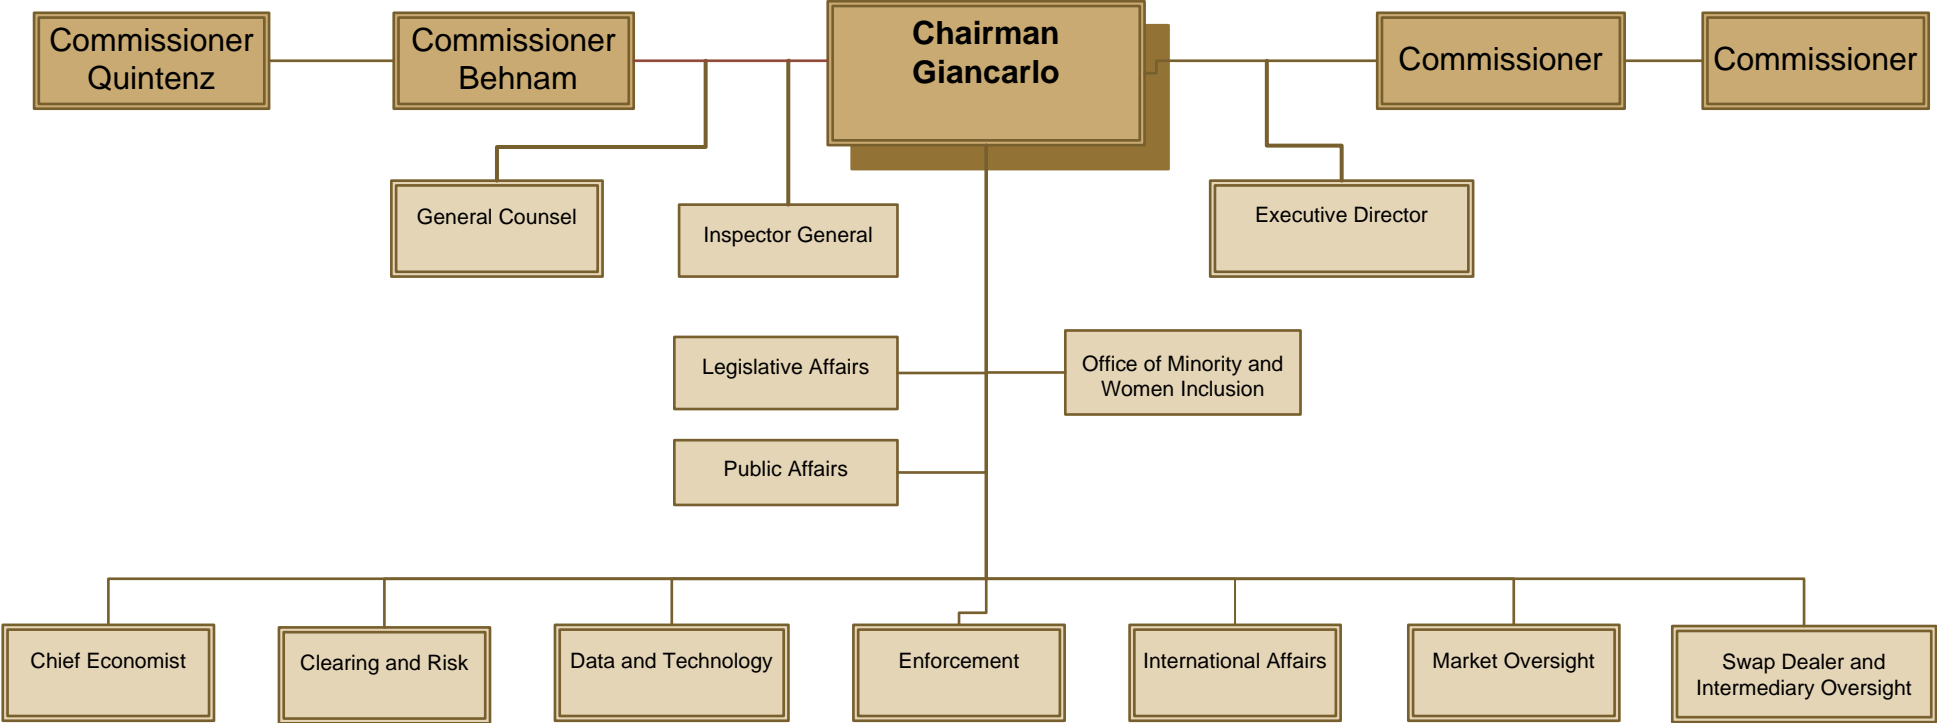 Commissioner
Quintenz
Commissioner
Behnam
Chairman
Giancarlo
Commissioner
Commissioner
General Counsel
Inspector General
Executive Director
Legislative Affairs
Office of Minority and
Women Inclusion
Public Affairs
Chief Economist
Clearing and Risk
Data and Technology
Enforcement
International Affairs
Market Oversight
Swap Dealer and
Intermediary Oversight